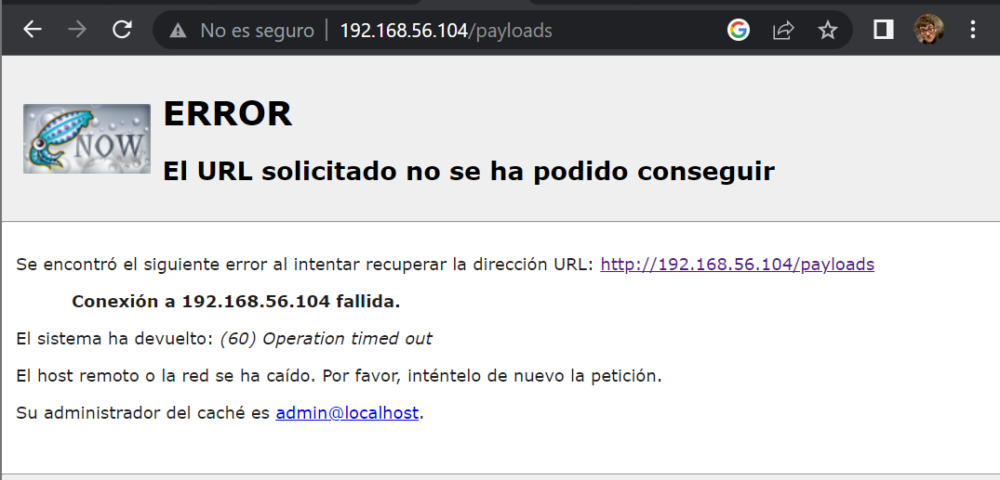 No es seguro 192.168.56.104/payloads
ERROR
NOW
El URL solicitado no se ha podido conseguir
Se encontró el siguiente error al intentar recuperar la dirección URL: http://192.168.56.104/payloads
Conexión a 192.168.56.104 fallida.
El sistema ha devuelto: (60) Operation timed out
El host remoto o la red se ha caído. Por favor, inténtelo de nuevo la petición.
Su administrador del caché es admin@localhost.